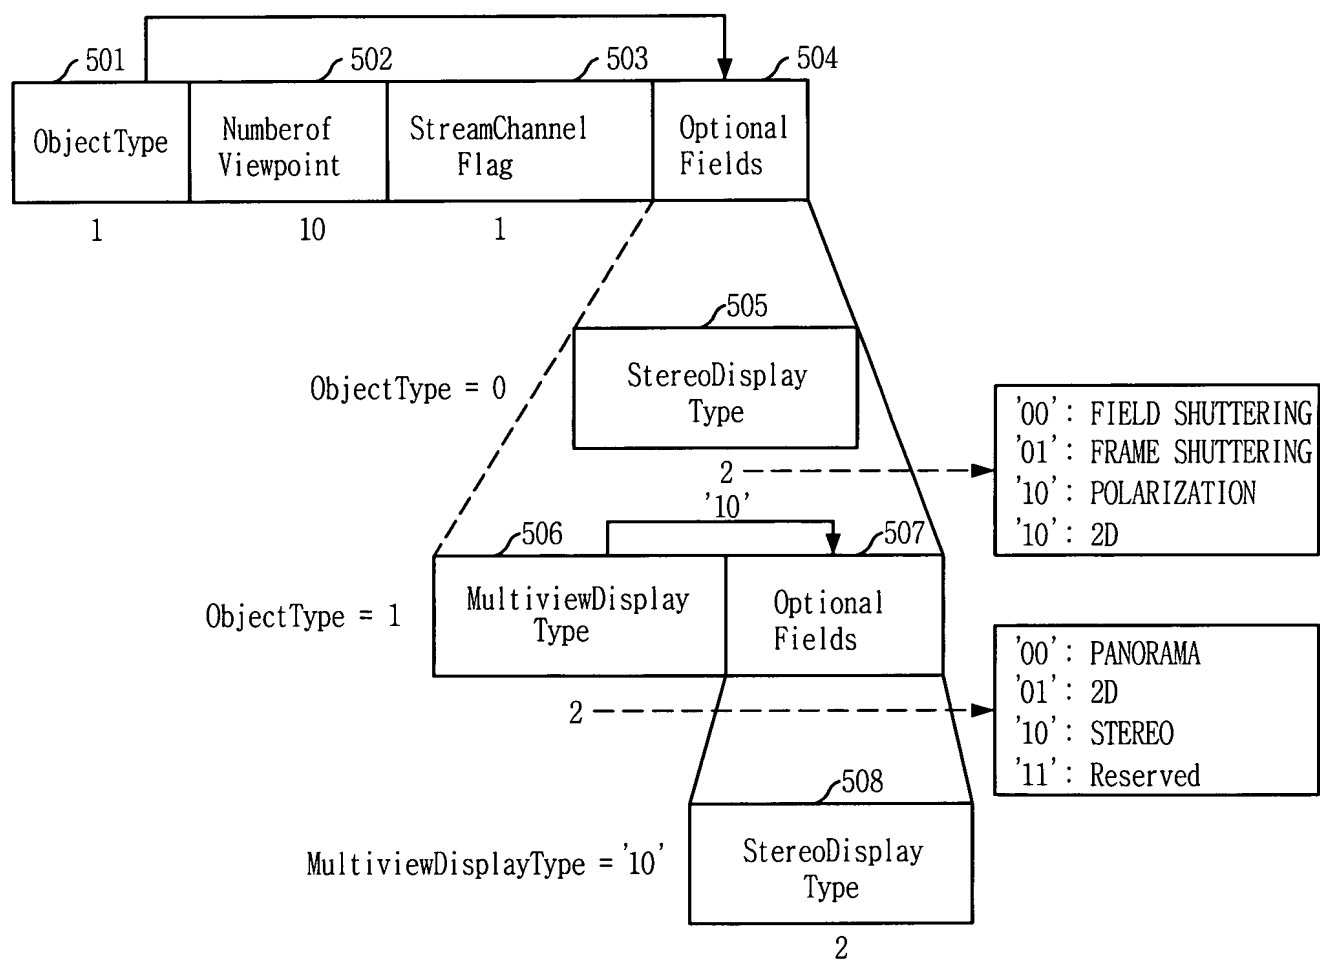 501
502
503
504
ObjectType
Numberof
Viewpoint
StreamChannel
Flag
Optional
Fields
1
10
1
505
StereoDisplay
Type
ObjectType = 0
2
'00': FIELD SHUTTERING
'01': FRAME SHUTTERING
'10': POLARIZATION
'10': 2D
'10'
506
507
MultiviewDisplay
Type
Optional
Fields
ObjectType = 1
2
'00': PANORAMA
'01': 2D
'10': STEREO
'11': Reserved
508
StereoDisplay
Type
MultiviewDisplayType = '10'
2